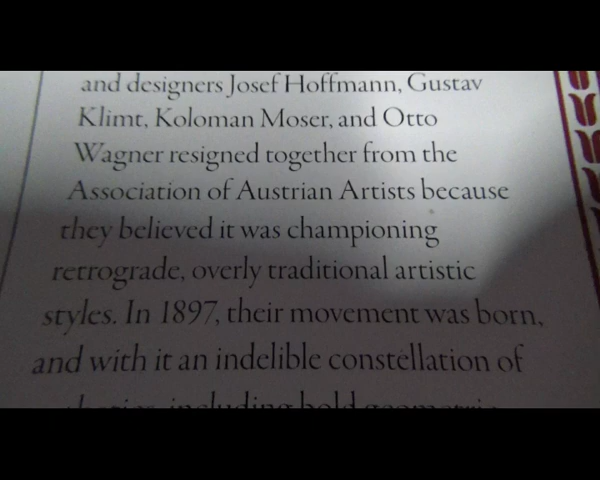 and designers Josef Hoffmann, Gustav
Klimt, Koloman Moser, and Otto
Wagner resigned together from the
Association of Austrian Artists because
they believed it was championing
retrograde, overly traditional artistic
styles. In 1897, their movement was born,
and with it an indelible constellation of
including bold